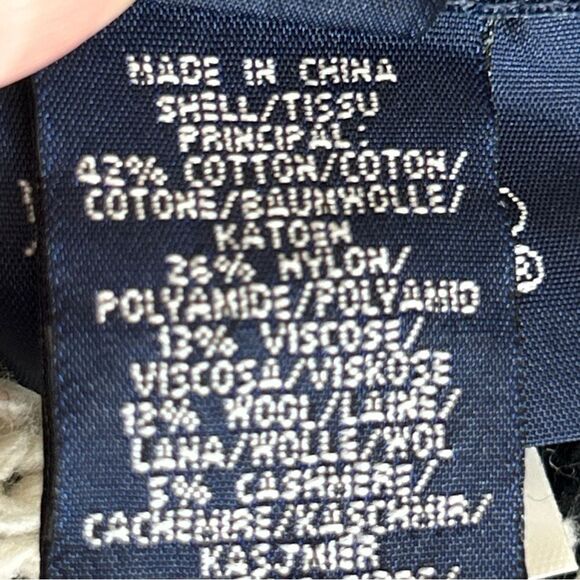 MADE IN CHINA
SHELL/TISSU
PRINCIPAL:
42% COTTON/COTON/
COTONE/BAUMWOLLE/
KATOEN
26% NYLON/
POLYAMIDE/POLYAMID
13% VISCOSE/
VISCOSA/VISKOSE
12% WOOL/LAINE/
LANA/WOLLE/WOL
5% CASHMERE/
CACHEMIRE/KASCHMIR/
KASJMIER
®